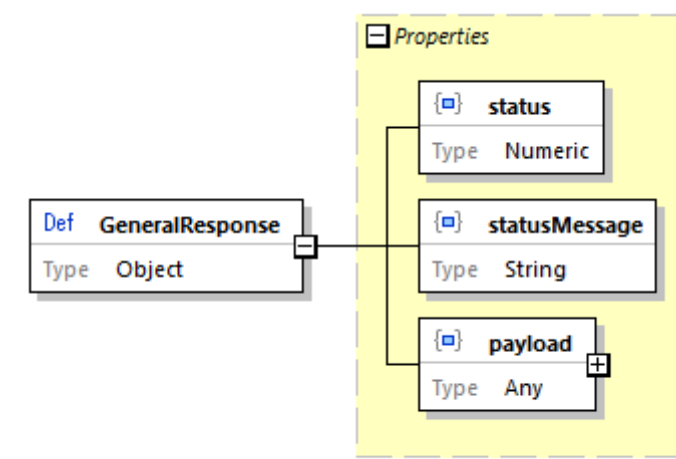 Properties
status
Type Numeric
Def GeneralResponse
Type Object
statusMessage
Type String
payload
Type Any